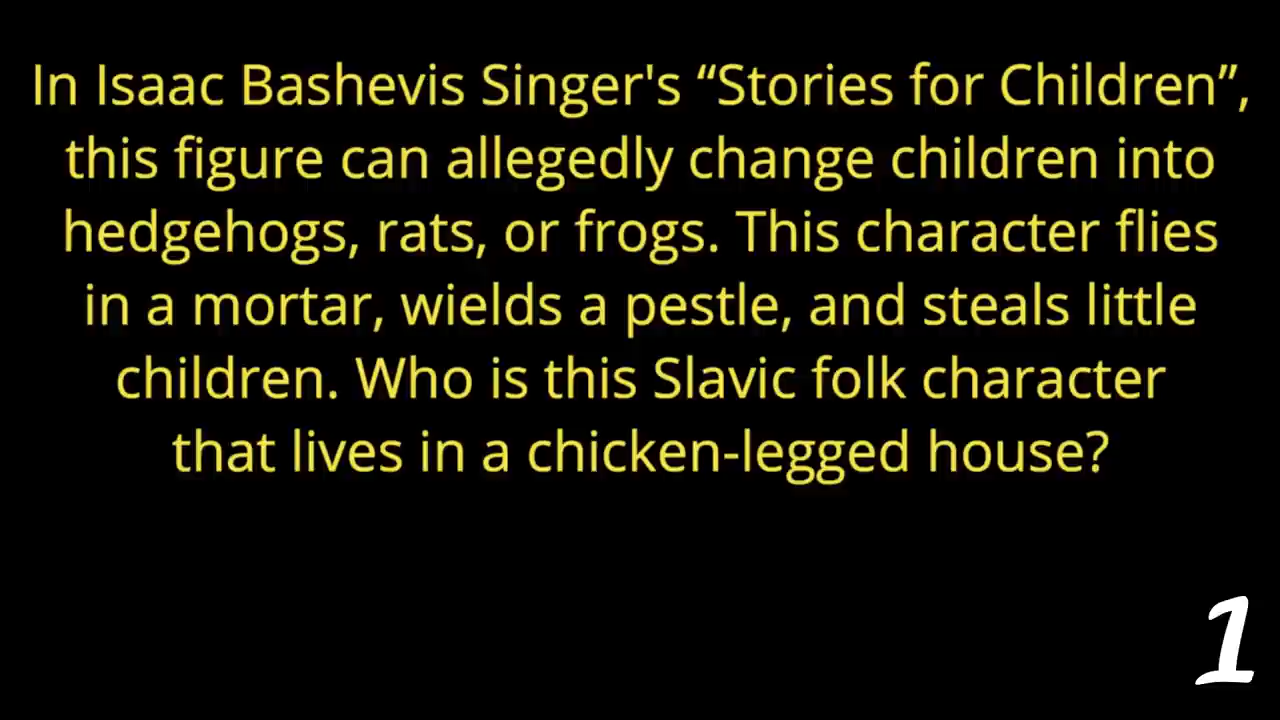 In Isaac Bashevis Singer's “Stories for Children”,
this figure can allegedly change children into
hedgehogs, rats, or frogs. This character flies
in a mortar, wields a pestle, and steals little
children. Who is this Slavic folk character
that lives in a chicken-legged house?
1